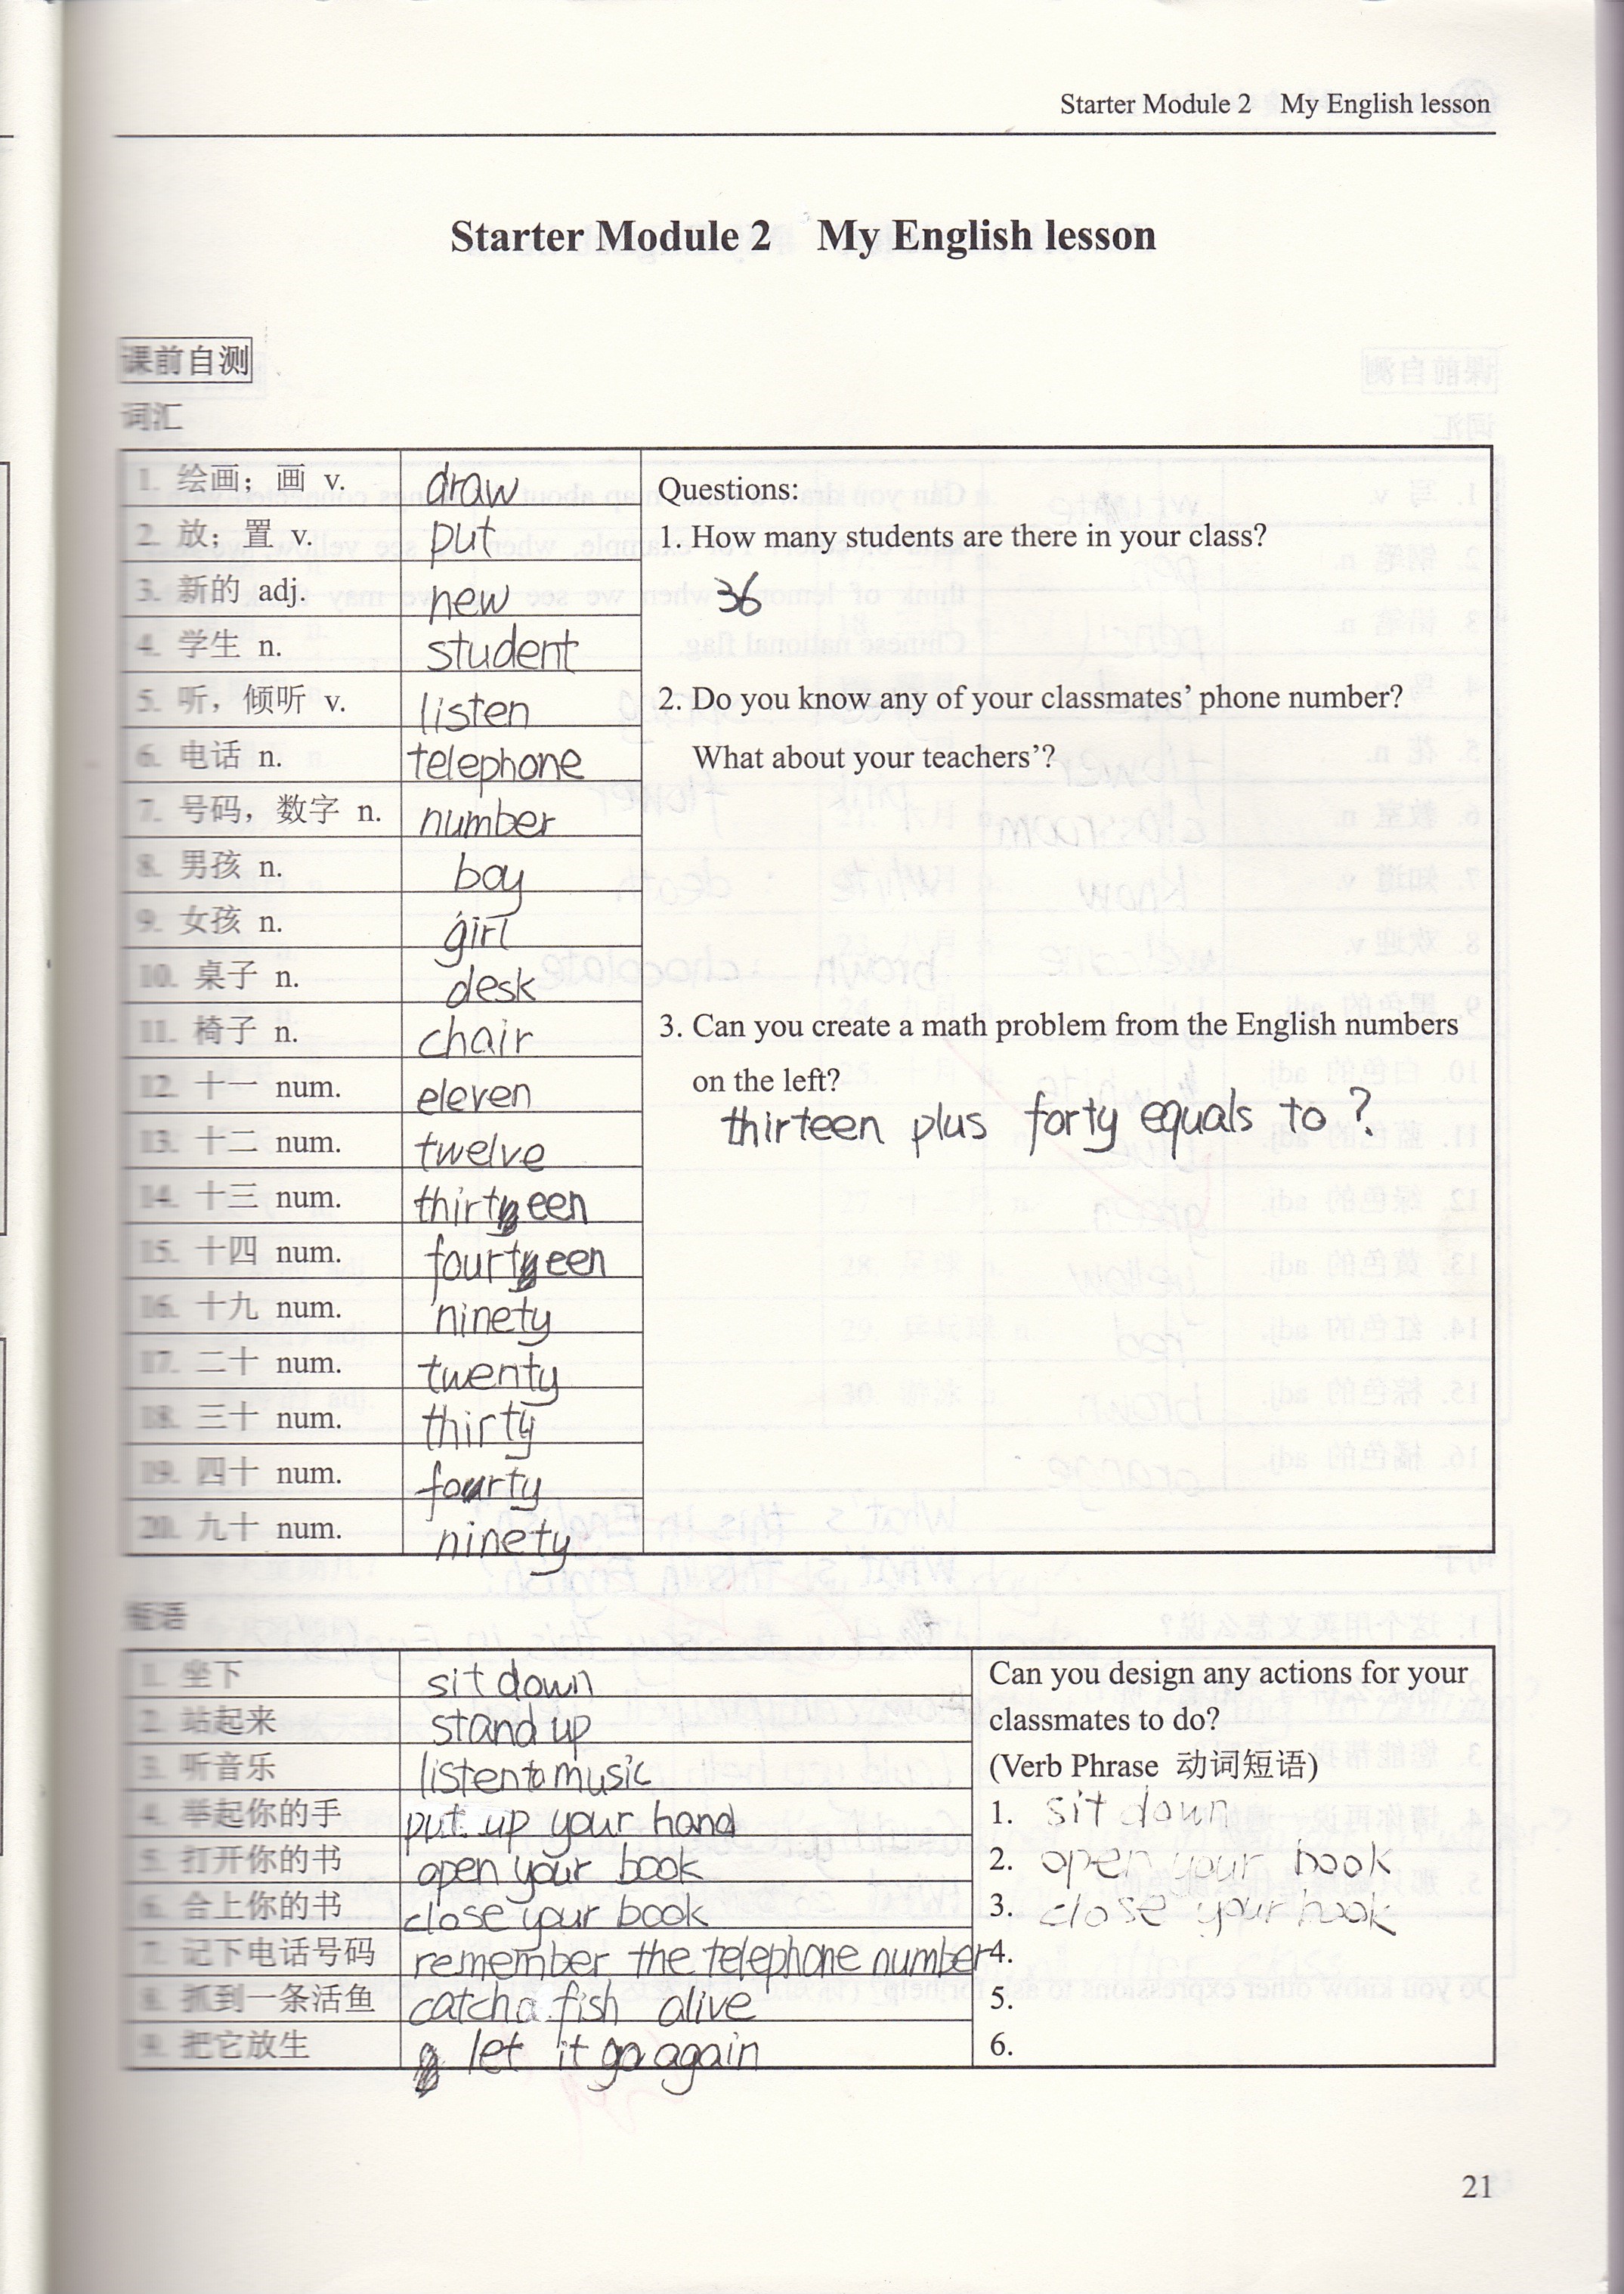 Starter Module 2 My English lesson
Starter Module 2 My English lesson
课前自测
词汇
1. 绘画；画 v. draw
2. 放；置 v. put
3. 新的 adj. new
4. 学生 n. student
5. 听，倾听 v. listen
6. 电话 n. telephone
7. 号码，数字 n. number
8. 男孩 n. boy
9. 女孩 n. girl
10. 桌子 n. desk
11. 椅子 n. chair
12. 十一 num. eleven
13. 十二 num. twelve
14. 十三 num. thirteen
15. 十四 num. fourteen
16. 十九 num. ninety
17. 二十 num. twenty
18. 三十 num. thirty
19. 四十 num. forty
20. 九十 num. ninety
Questions:
1. How many students are there in your class?
36
2. Do you know any of your classmates’ phone number?
What about your teachers’?
3. Can you create a math problem from the English numbers
on the left?
thirteen plus forty equals to ?
短语
1. 坐下 sit down
2. 站起来 stand up
3. 听音乐 listen to music
4. 举起你的手 put up your hand
5. 打开你的书 open your book
6. 合上你的书 close your book
7. 记下电话号码 remember the telephone number
8. 抓到一条活鱼 catch a fish alive
9. 把它放生 let it go again
Can you design any actions for your
classmates to do?
(Verb Phrase 动词短语)
1. sit down
2. open your book
3. close your book
4.
5.
6.
21